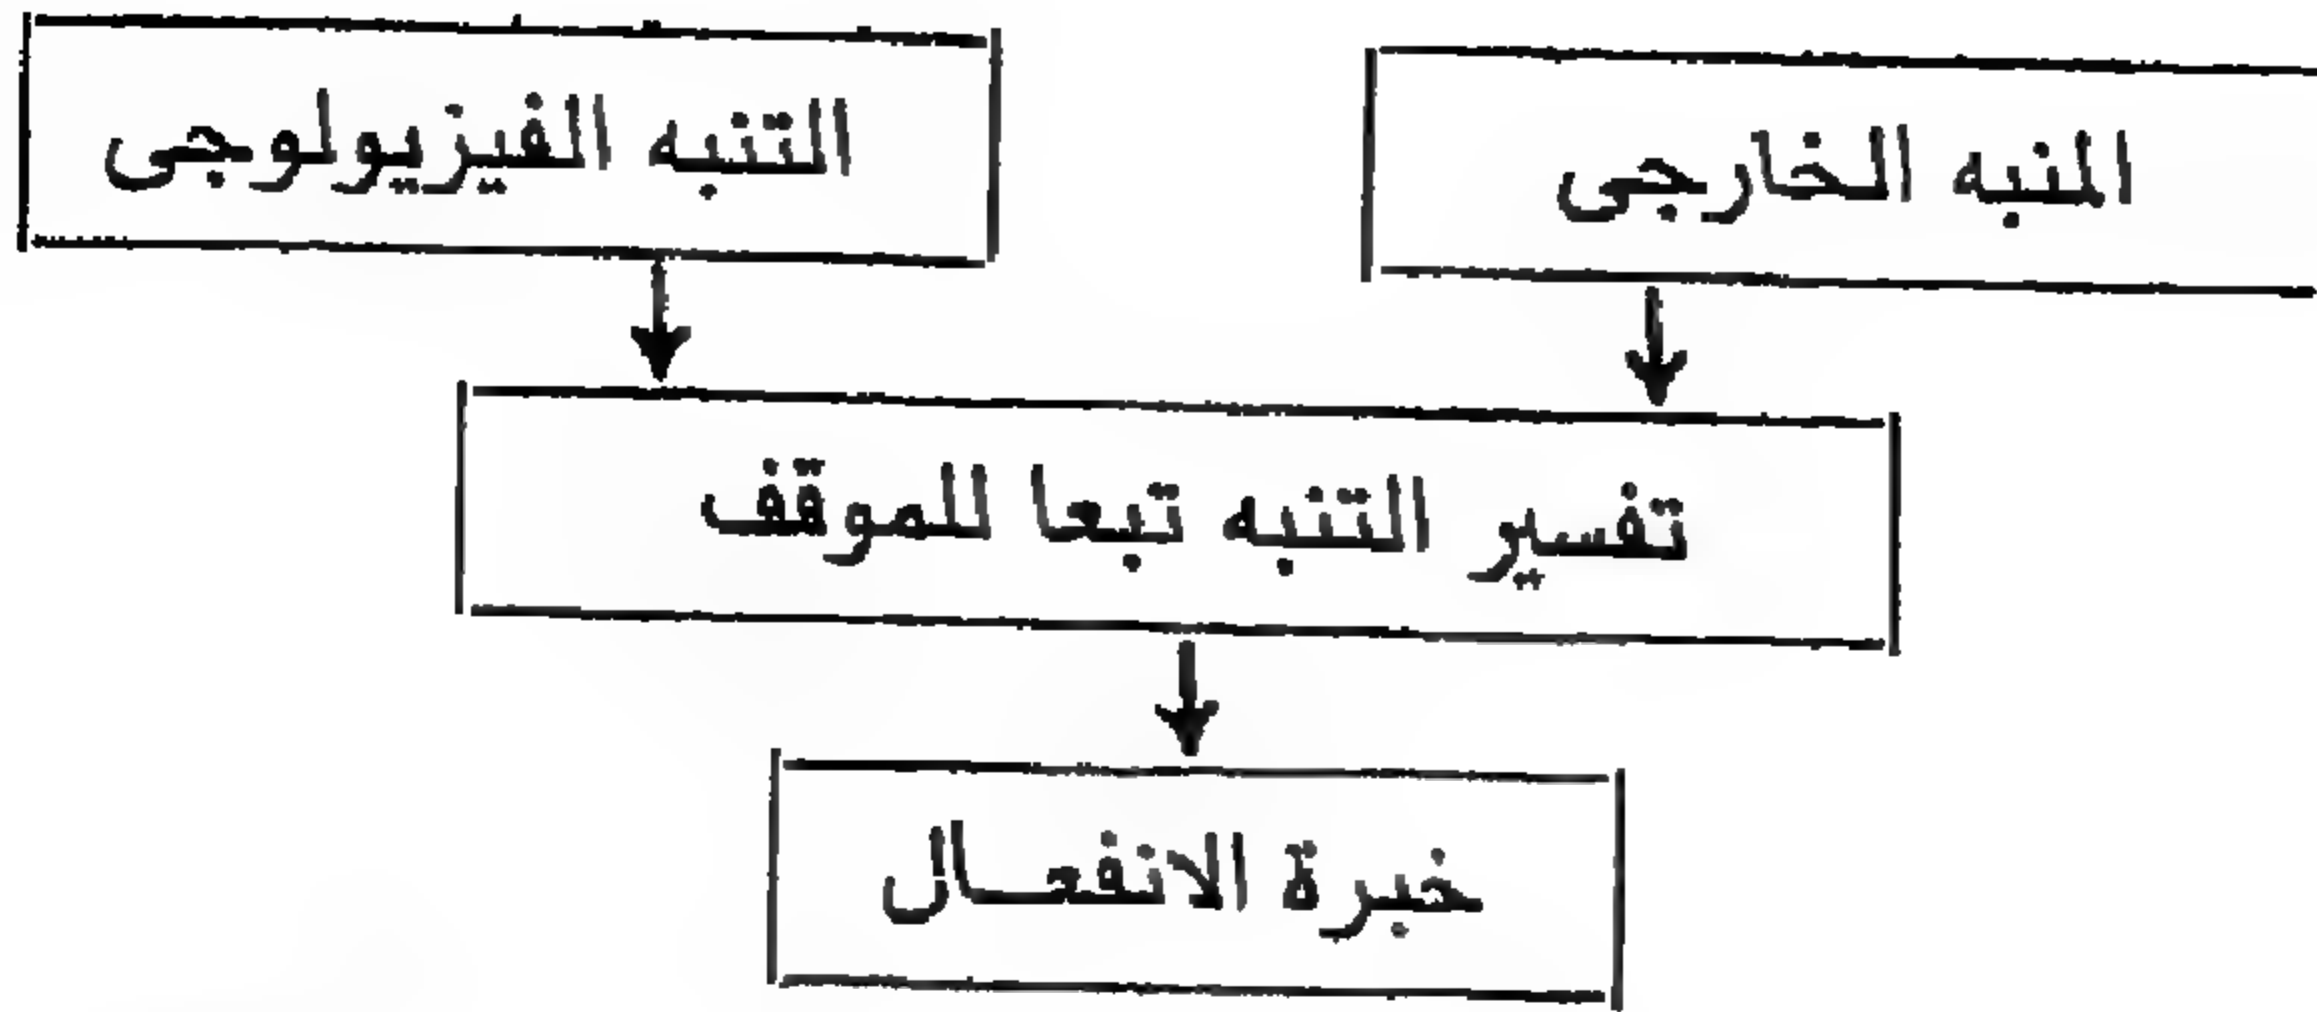 المنبه الخارجى
التنبه الفيزيولوجى
تفسير التنبه تبعا للموقف
خبرة الانفعال